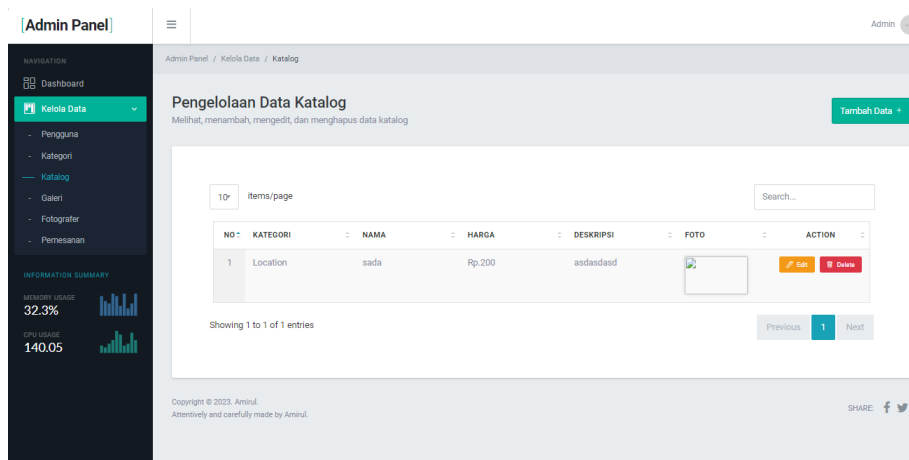 [Admin Panel]
Admin
NAVIGATION
Admin Panel / Kelola Data / Katalog
Dashboard
Kelola Data
- Pengguna
- Kategori
Katalog
- Galeri
- Fotografer
- Pemesanan
INFORMATION SUMMARY
MEMORY USAGE
32.3%
CPU USAGE
140.05
Pengelolaan Data Katalog
Melihat, menambah, mengedit, dan menghapus data katalog
Tambah Data +
10 items/page
Search...
NO KATEGORI NAMA HARGA DESKRIPSI FOTO ACTION
1 Location sada Rp.200 asdasdasd Edit Delete
Showing 1 to 1 of 1 entries
Previous 1 Next
Copyright © 2023. Amirul.
Attentively and carefully made by Amirul.
SHARE: